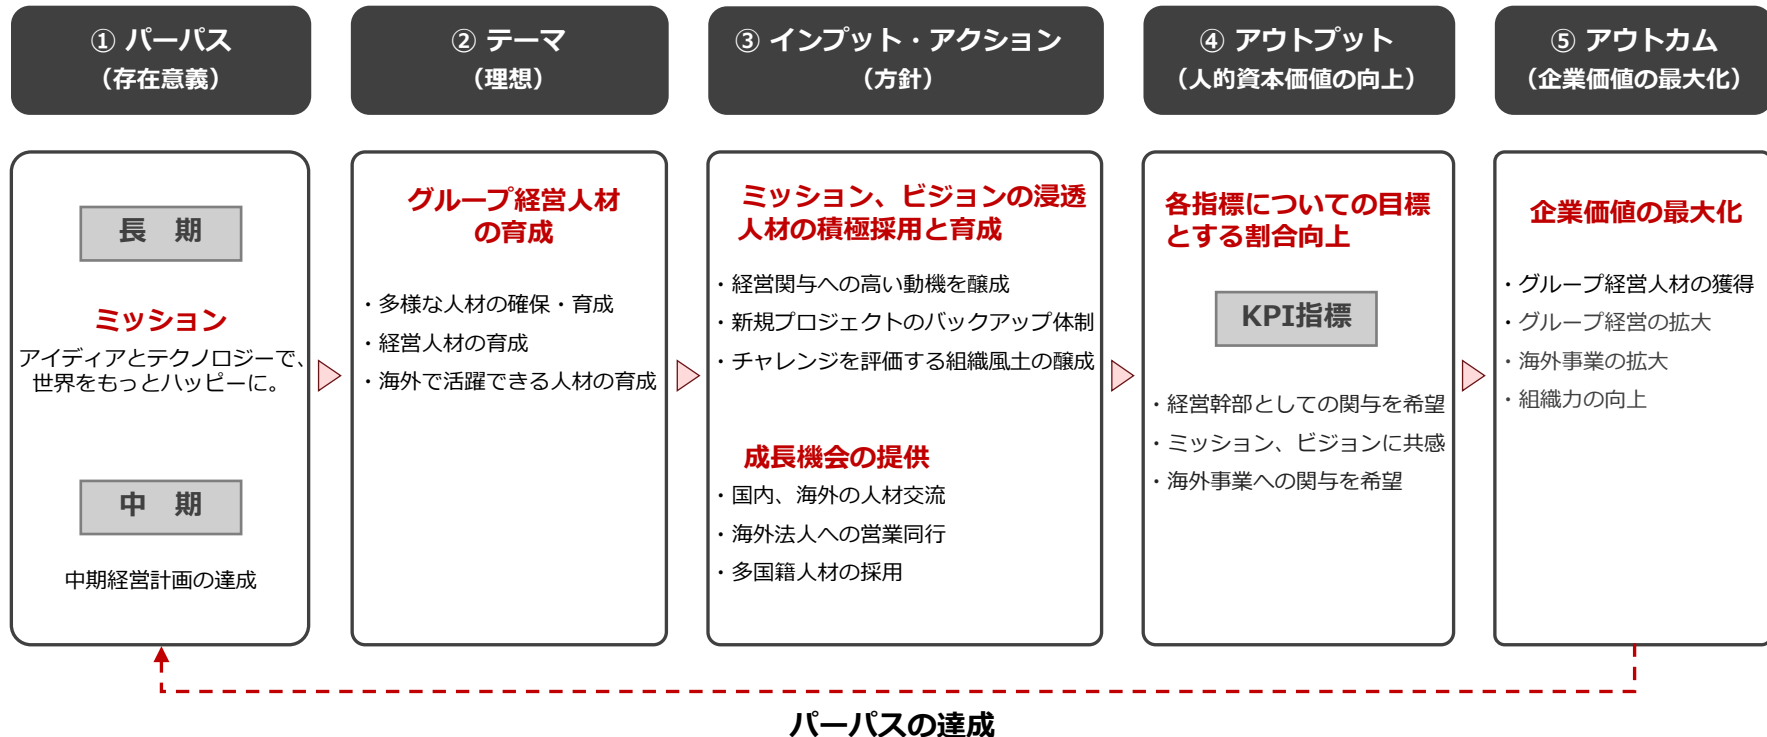 ① パーパス
（存在意義）
② テーマ
（理想）
③ インプット・アクション
（方針）
④ アウトプット
（人的資本価値の向上）
⑤ アウトカム
（企業価値の最大化）
長　期
ミッション
アイディアとテクノロジーで、
世界をもっとハッピーに。
中　期
中期経営計画の達成
グループ経営人材
の育成
・多様な人材の確保・育成
・経営人材の育成
・海外で活躍できる人材の育成
ミッション、ビジョンの浸透
人材の積極採用と育成
・経営関与への高い動機を醸成
・新規プロジェクトのバックアップ体制
・チャレンジを評価する組織風土の醸成
成長機会の提供
・国内、海外の人材交流
・海外法人への営業同行
・多国籍人材の採用
各指標についての目標
とする割合向上
KPI指標
・経営幹部としての関与を希望
・ミッション、ビジョンに共感
・海外事業への関与を希望
企業価値の最大化
・グループ経営人材の獲得
・グループ経営の拡大
・海外事業の拡大
・組織力の向上
パーパスの達成